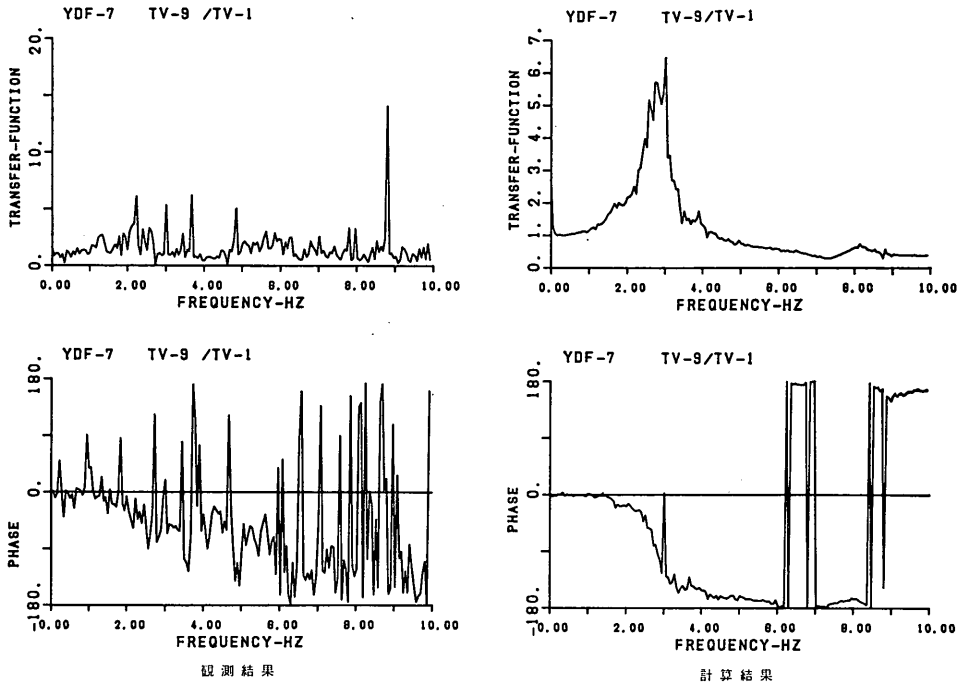 YDF-7 TV-9 /TV-1
TRANSFER-FUNCTION
20.
10.
0.
0.00 2.00 4.00 6.00 8.00 10.00
FREQUENCY-HZ
YDF-7 TV-9/TV-1
TRANSFER-FUNCTION
7.
6.
5.
4.
3.
2.
1.
0.
0.00 2.00 4.00 6.00 8.00 10.00
FREQUENCY-HZ
YDF-7 TV-9 /TV-1
PHASE
180.
0.
-180.
0.00 2.00 4.00 6.00 8.00 10.00
FREQUENCY-HZ
観測結果
YDF-7 TV-9/TV-1
PHASE
180.
0.
-180.
0.00 2.00 4.00 6.00 8.00 10.00
FREQUENCY-HZ
計算結果